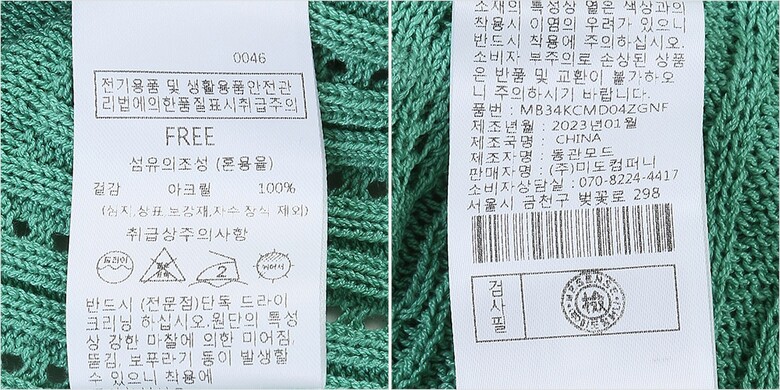 0046
전기용품 및 생활용품안전관
리법에의한품질표시취급주의
FREE
섬유의조성 (혼용율)
겉감 아크릴 100%
(심지,상표,보강재,자수 장식 제외)
취급상주의사항
드라이
2
반드시 (전문점)단독 드라이
크리닝 하십시오.원단의 특성
상 강한 마찰에 의한 미어짐,
뜯김, 보푸라기 등이 발생할
수 있으니 착용에
소재의 특성상 옅은 색상과의
착용시 이염의 우려가 있으니
반드시 착용에 주의하십시오.
소비자 부주의로 손상된 상품
은 반품 및 교환이 불가하오
니 주의하시기 바랍니다.
품번 : MB34KCMD04ZGNF
제조년월 : 2023년01월
제조국명 : CHINA
제조자명 : 동관모드
판매자명 : (주)미도컴퍼니
소비자상담실 : 070-8224-4417
서울시 금천구 벚꽃로 298
검사필